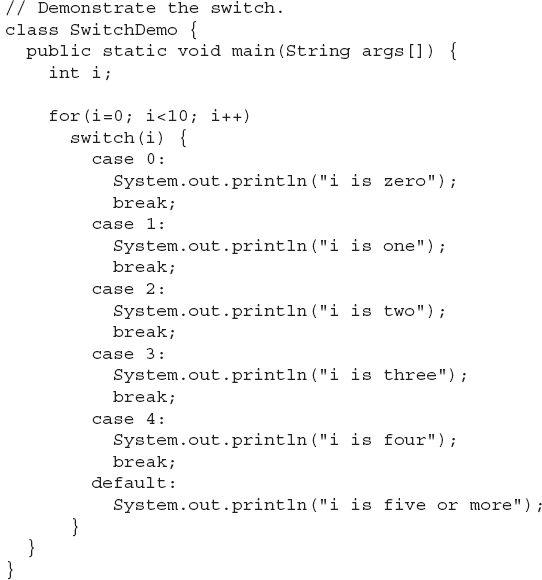 // Demonstrate the switch.
class SwitchDemo {
  public static void main(String args[]) {
    int i;

    for(i=0; i<10; i++)
      switch(i) {
        case 0:
          System.out.println("i is zero");
          break;
        case 1:
          System.out.println("i is one");
          break;
        case 2:
          System.out.println("i is two");
          break;
        case 3:
          System.out.println("i is three");
          break;
        case 4:
          System.out.println("i is four");
          break;
        default:
          System.out.println("i is five or more");
      }
  }
}